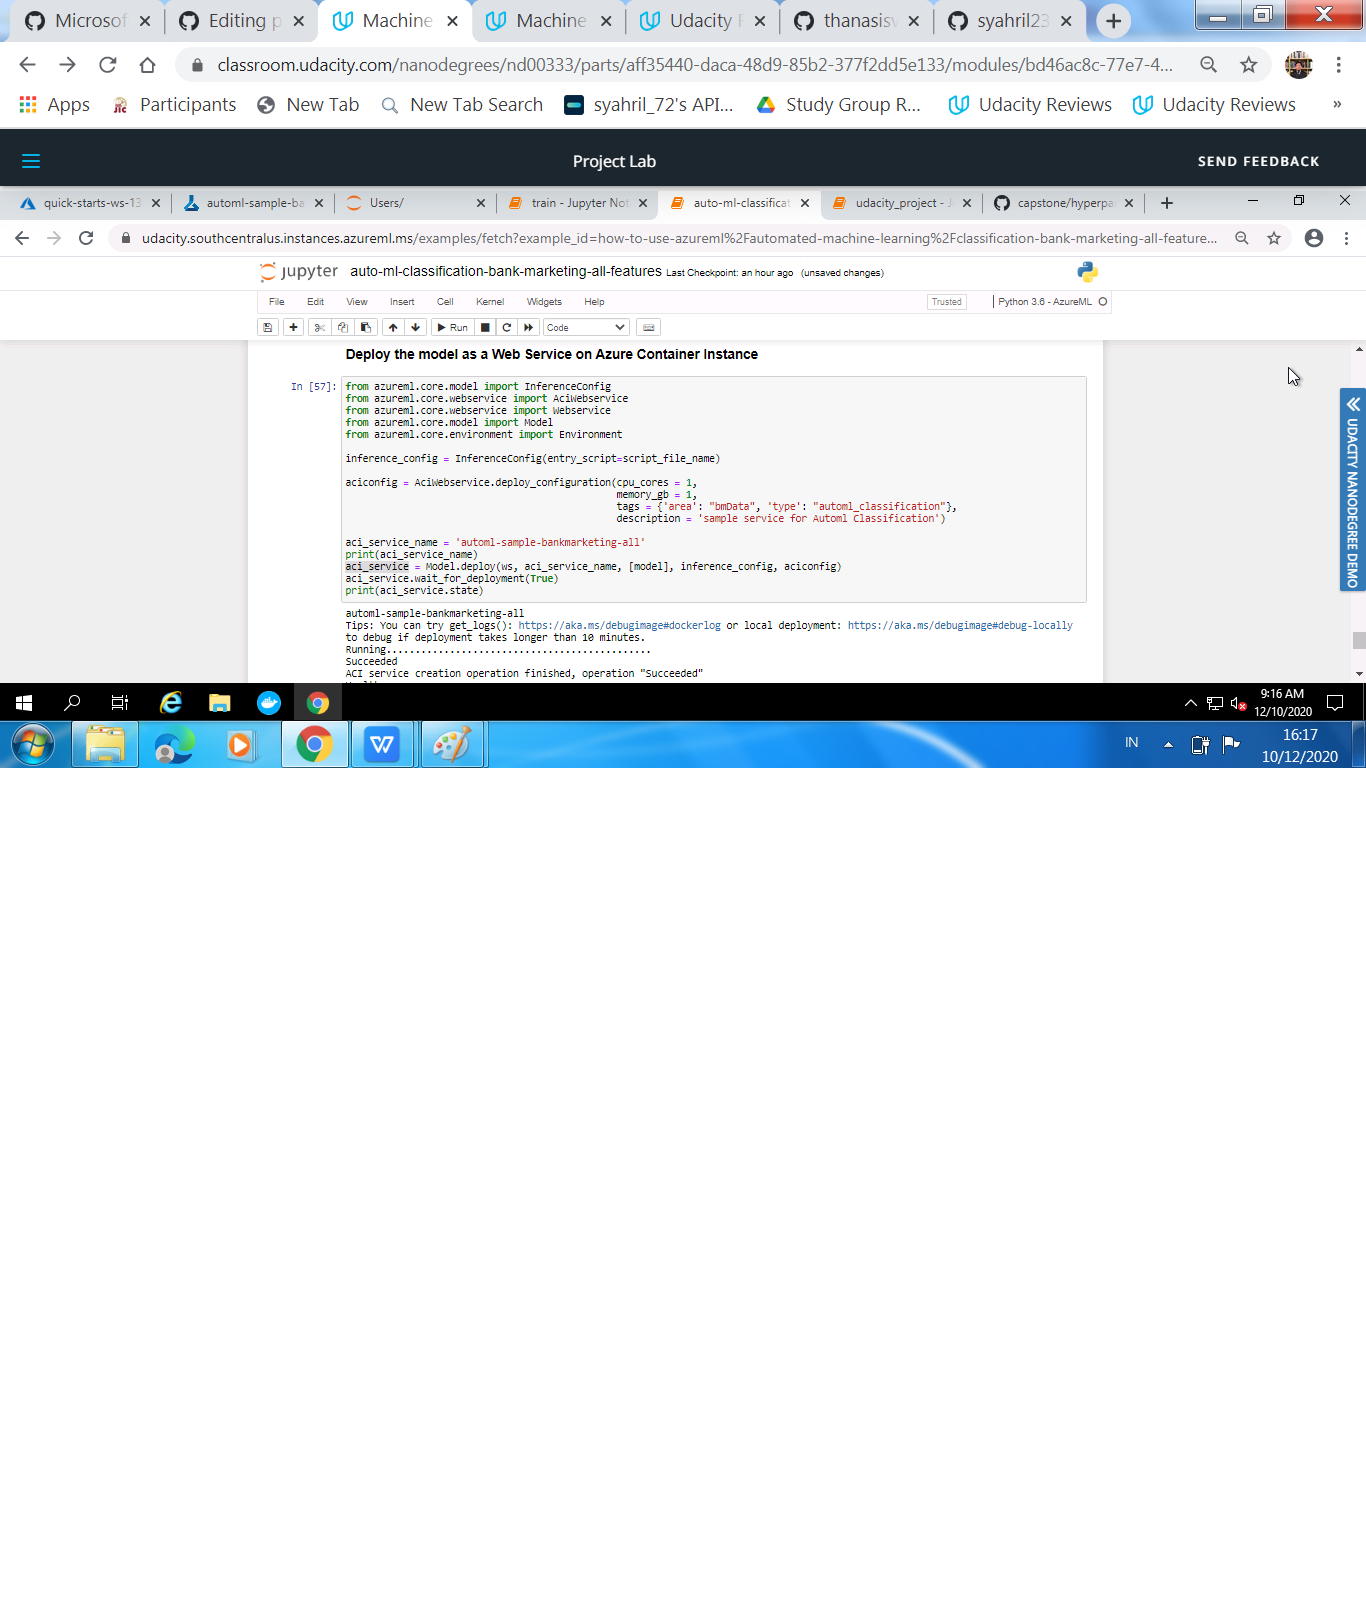 Microsof
Editing p
Machine
Machine
Udacity
thanasisv
syahril23
classroom.udacity.com/nanodegrees/nd00333/parts/aff35440-daca-48d9-85b2-377f2dd5e133/modules/bd46ac8c-77e7-4...
Apps
Participants
New Tab
New Tab Search
syahril_72's API...
Study Group R...
Udacity Reviews
Udacity Reviews
»
Project Lab
SEND FEEDBACK
quick-starts-ws-13
automl-sample-ba
Users/
train - Jupyter Not
auto-ml-classificat
udacity_project - J
capstone/hyperpa
udacity.southcentralus.instances.azureml.ms/examples/fetch?example_id=how-to-use-azureml%2Fautomated-machine-learning%2Fclassification-bank-marketing-all-feature...
jupyter auto-ml-classification-bank-marketing-all-features Last Checkpoint: an hour ago (unsaved changes)
File Edit View Insert Cell Kernel Widgets Help
Trusted
Python 3.6 - AzureML
Run
Code
Deploy the model as a Web Service on Azure Container Instance
In [57]: from azureml.core.model import InferenceConfig
from azureml.core.webservice import AciWebservice
from azureml.core.webservice import Webservice
from azureml.core.model import Model
from azureml.core.environment import Environment
inference_config = InferenceConfig(entry_script=script_file_name)
aciconfig = AciWebservice.deploy_configuration(cpu_cores = 1,
memory_gb = 1,
tags = {'area': "bmData", 'type': "automl_classification"},
description = 'sample service for Automl Classification')
aci_service_name = 'automl-sample-bankmarketing-all'
print(aci_service_name)
aci_service = Model.deploy(ws, aci_service_name, [model], inference_config, aciconfig)
aci_service.wait_for_deployment(True)
print(aci_service.state)
automl-sample-bankmarketing-all
Tips: You can try get_logs(): https://aka.ms/debugimage#dockerlog or local deployment: https://aka.ms/debugimage#debug-locally
to debug if deployment takes longer than 10 minutes.
Running..............................................
Succeeded
ACI service creation operation finished, operation "Succeeded"
UDACITY NANODEGREE DEMO
9:16 AM
12/10/2020
IN
16:17
10/12/2020